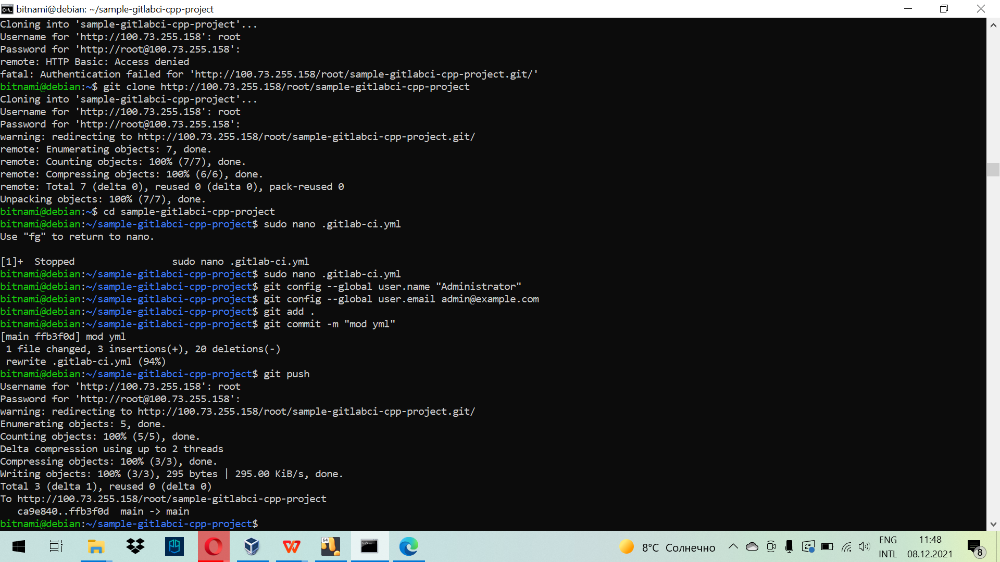 bitnami@debian: ~/sample-gitlabci-cpp-project
Cloning into 'sample-gitlabci-cpp-project'...
Username for 'http://100.73.255.158': root
Password for 'http://root@100.73.255.158':
remote: HTTP Basic: Access denied
fatal: Authentication failed for 'http://100.73.255.158/root/sample-gitlabci-cpp-project.git/'
bitnami@debian:~$ git clone http://100.73.255.158/root/sample-gitlabci-cpp-project
Cloning into 'sample-gitlabci-cpp-project'...
Username for 'http://100.73.255.158': root
Password for 'http://root@100.73.255.158':
warning: redirecting to http://100.73.255.158/root/sample-gitlabci-cpp-project.git/
remote: Enumerating objects: 7, done.
remote: Counting objects: 100% (7/7), done.
remote: Compressing objects: 100% (6/6), done.
remote: Total 7 (delta 0), reused 0 (delta 0), pack-reused 0
Unpacking objects: 100% (7/7), done.
bitnami@debian:~$ cd sample-gitlabci-cpp-project
bitnami@debian:~/sample-gitlabci-cpp-project$ sudo nano .gitlab-ci.yml
Use "fg" to return to nano.
[1]+  Stopped                 sudo nano .gitlab-ci.yml
bitnami@debian:~/sample-gitlabci-cpp-project$ sudo nano .gitlab-ci.yml
bitnami@debian:~/sample-gitlabci-cpp-project$ git config --global user.name "Administrator"
bitnami@debian:~/sample-gitlabci-cpp-project$ git config --global user.email admin@example.com
bitnami@debian:~/sample-gitlabci-cpp-project$ git add .
bitnami@debian:~/sample-gitlabci-cpp-project$ git commit -m "mod yml"
[main ffb3f0d] mod yml
 1 file changed, 3 insertions(+), 20 deletions(-)
 rewrite .gitlab-ci.yml (94%)
bitnami@debian:~/sample-gitlabci-cpp-project$ git push
Username for 'http://100.73.255.158': root
Password for 'http://root@100.73.255.158':
warning: redirecting to http://100.73.255.158/root/sample-gitlabci-cpp-project.git/
Enumerating objects: 5, done.
Counting objects: 100% (5/5), done.
Delta compression using up to 2 threads
Compressing objects: 100% (3/3), done.
Writing objects: 100% (3/3), 295 bytes | 295.00 KiB/s, done.
Total 3 (delta 1), reused 0 (delta 0)
To http://100.73.255.158/root/sample-gitlabci-cpp-project
   ca9e840..ffb3f0d  main -> main
bitnami@debian:~/sample-gitlabci-cpp-project$
64
8°C Солнечно
ENG
INTL
11:48
08.12.2021
8